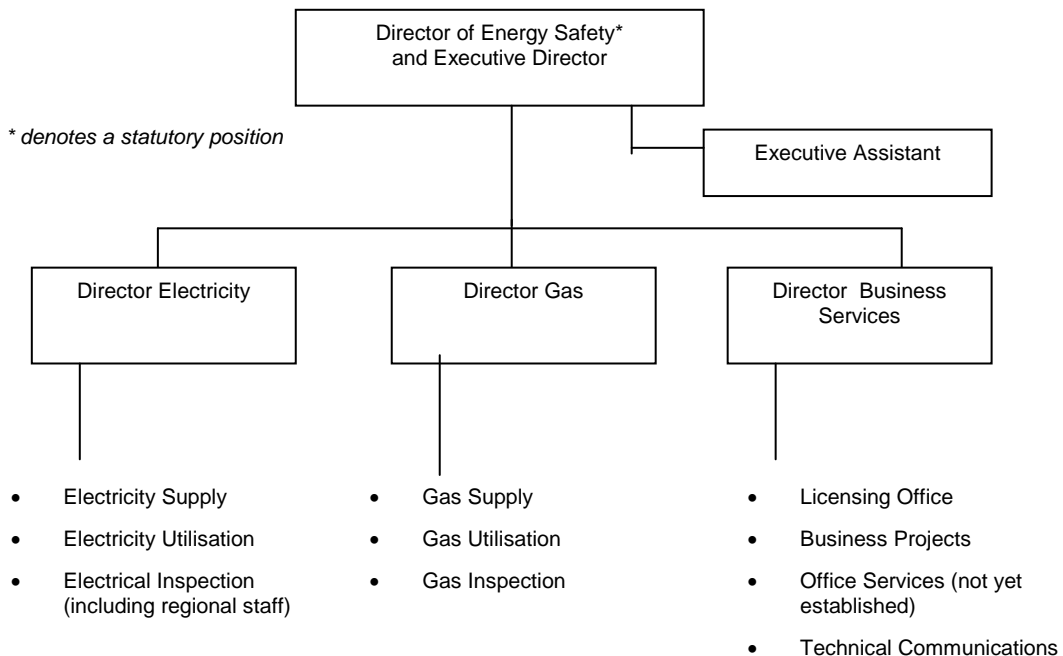 Director of Energy Safety*
and Executive Director
* denotes a statutory position
Executive Assistant
Director Electricity
Director Gas
Director Business
Services
• Electricity Supply
• Electricity Utilisation
• Electrical Inspection
(including regional staff)
• Gas Supply
• Gas Utilisation
• Gas Inspection
• Licensing Office
• Business Projects
• Office Services (not yet
established)
• Technical Communications